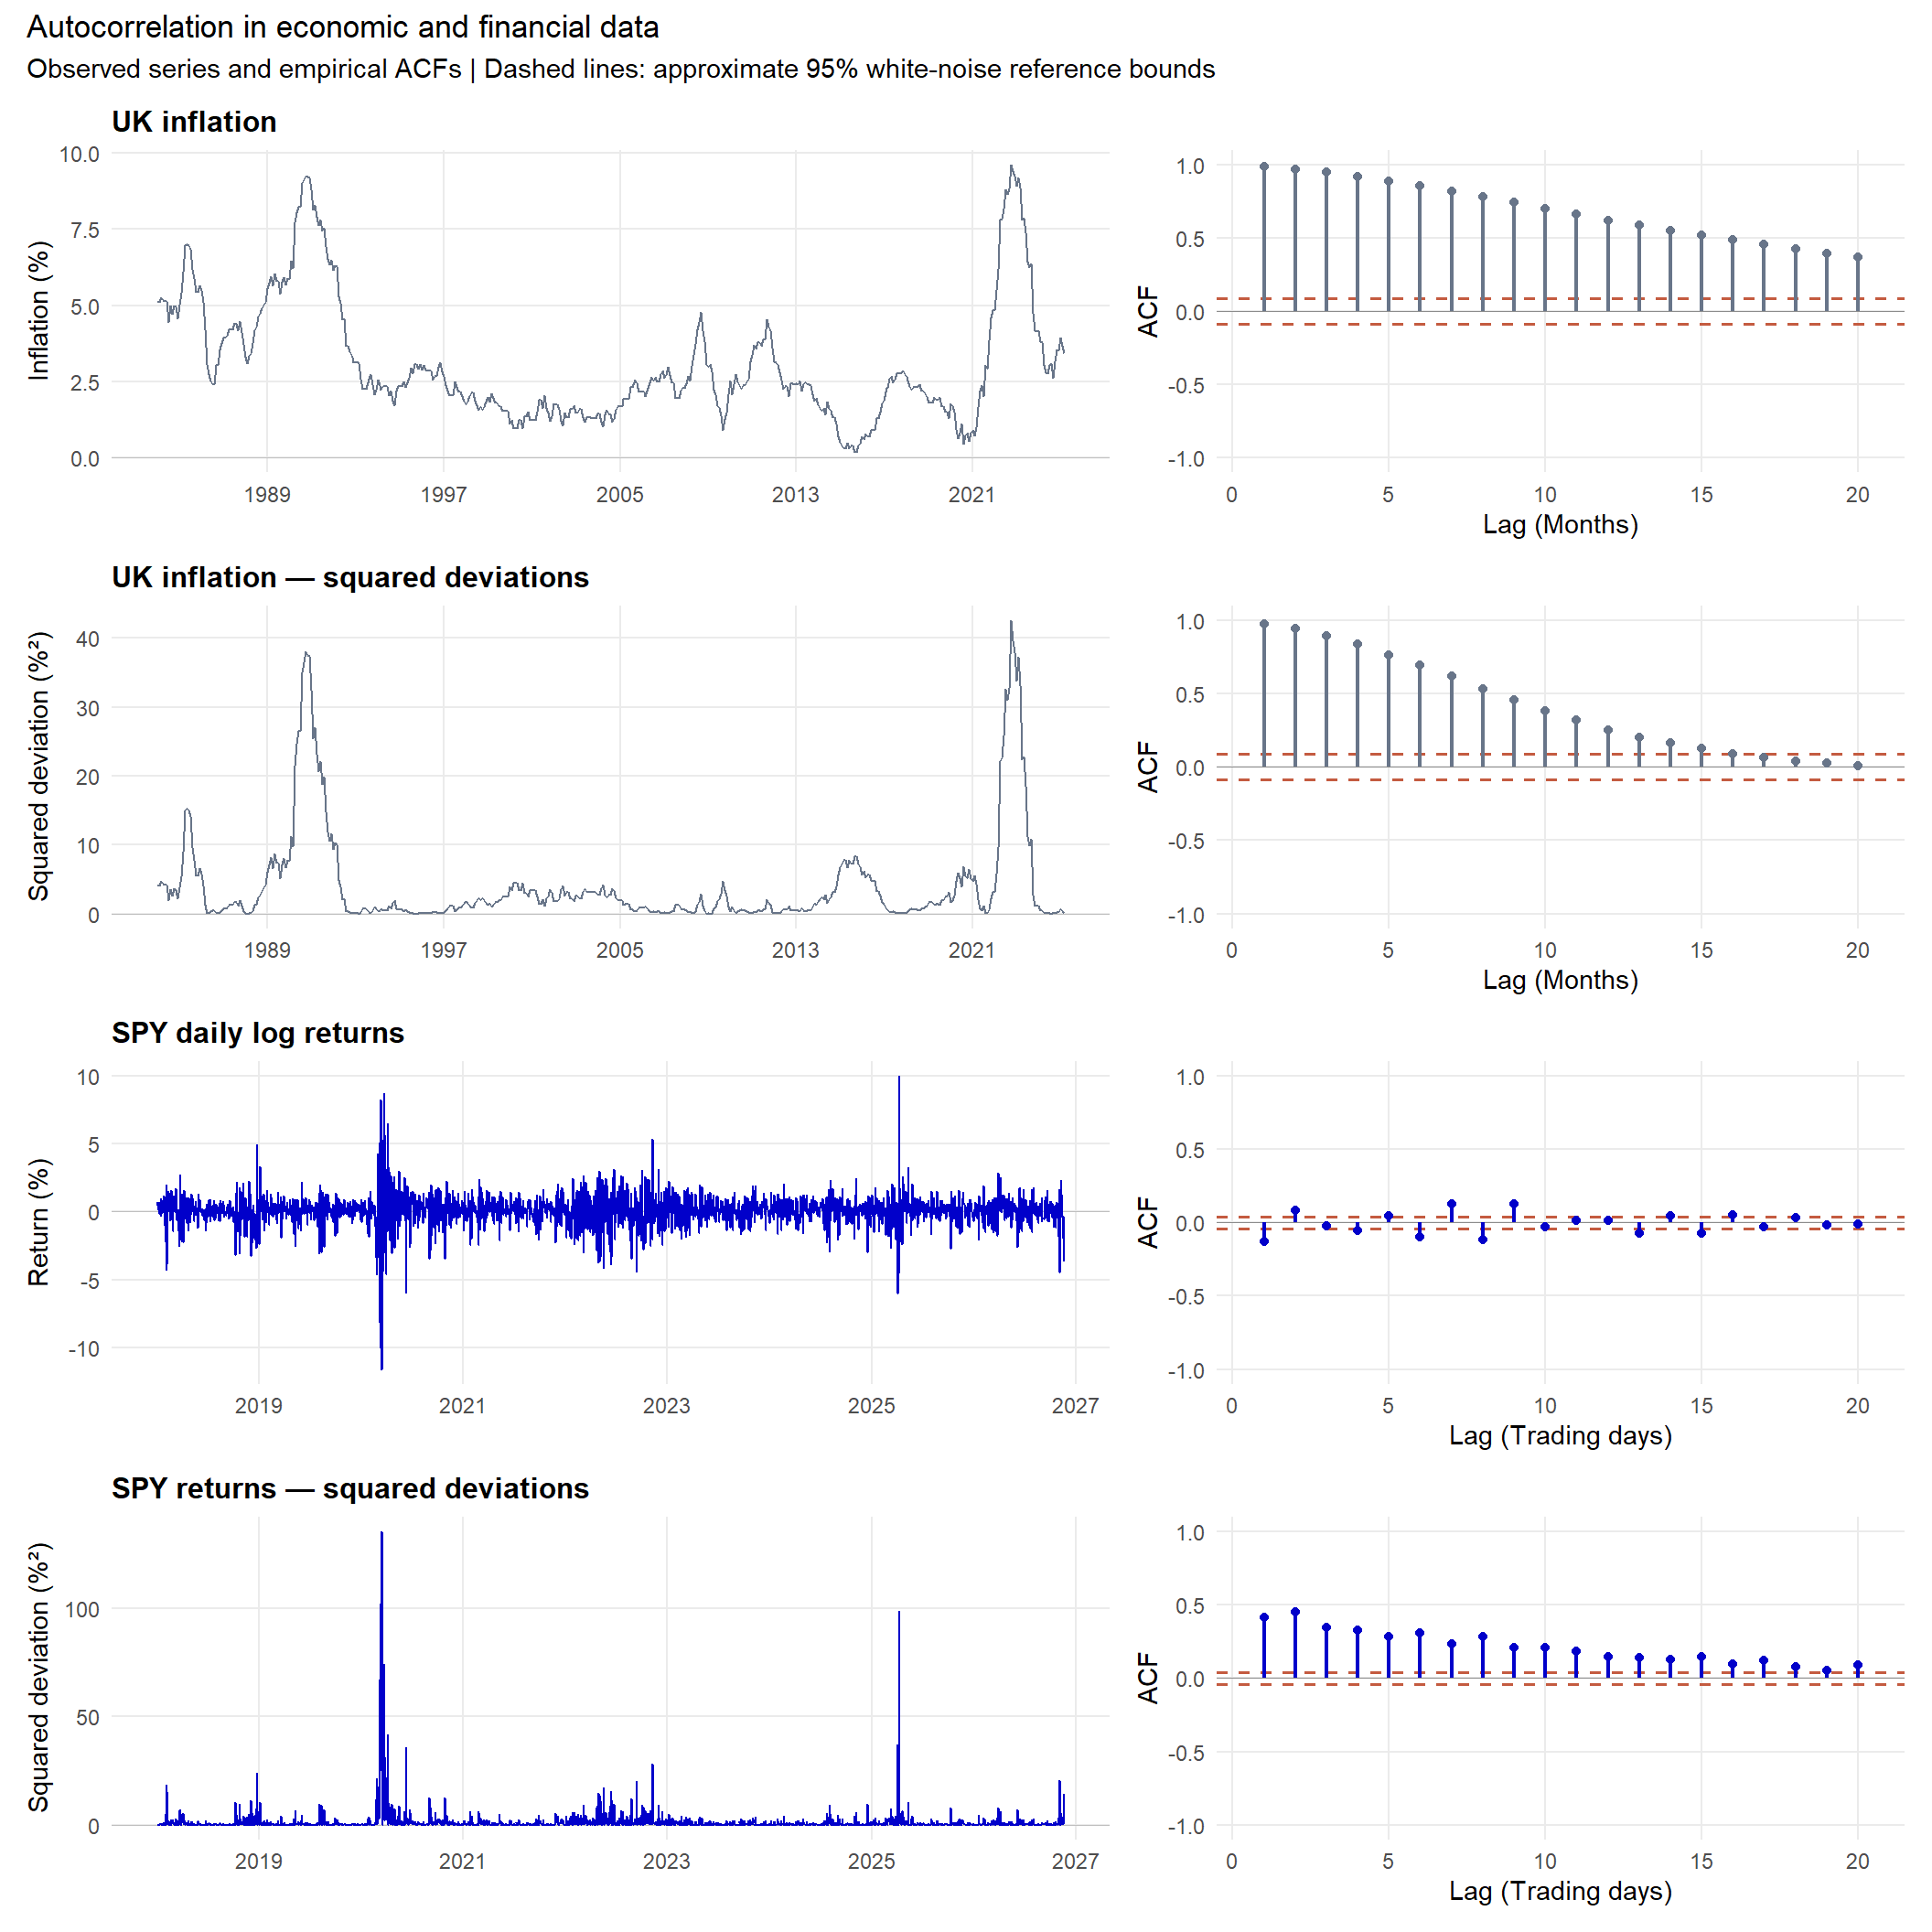 Autocorrelation in economic and financial data
Observed series and empirical ACFs | Dashed lines: approximate 95% white-noise reference bounds
UK inflation
Inflation (%)
10.0
7.5
5.0
2.5
0.0
1989 1997 2005 2013 2021
ACF
1.0
0.5
0.0
-0.5
-1.0
0 5 10 15 20
Lag (Months)
UK inflation — squared deviations
Squared deviation (%²)
40
30
20
10
0
1989 1997 2005 2013 2021
ACF
1.0
0.5
0.0
-0.5
-1.0
0 5 10 15 20
Lag (Months)
SPY daily log returns
Return (%)
10
5
0
-5
-10
2019 2021 2023 2025 2027
ACF
1.0
0.5
0.0
-0.5
-1.0
0 5 10 15 20
Lag (Trading days)
SPY returns — squared deviations
Squared deviation (%²)
100
50
0
2019 2021 2023 2025 2027
ACF
1.0
0.5
0.0
-0.5
-1.0
0 5 10 15 20
Lag (Trading days)